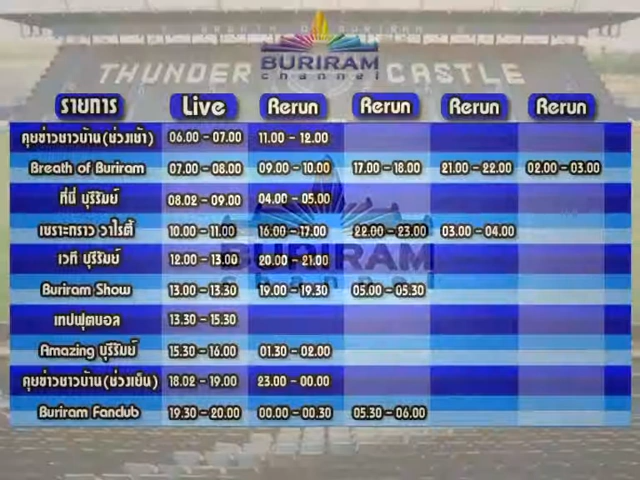 BURIRAM
channel
THUNDER CASTLE
รายการ Live Rerun Rerun Rerun Rerun
คุยข่าวชาวบ้าน(ช่วงเช้า) 06.00 - 07.00 11.00 - 12.00
Breath of Buriram 07.00 - 08.00 09.00 - 10.00 17.00 - 18.00 21.00 - 22.00 02.00 - 03.00
ที่นี่ บุรีรัมย์ 08.02 - 09.00 04.00 - 05.00
เพราะกราว วาไรตี้ 10.00 - 11.00 16.00 - 17.00 22.00 - 23.00 03.00 - 04.00
เวที บุรีรัมย์ 12.00 - 13.00 20.00 - 21.00
Buriram Show 13.00 - 13.30 19.00 - 19.30 05.00 - 05.30
เทปฟุตบอล 13.30 - 15.30
Amazing บุรีรัมย์ 15.30 - 16.00 01.30 - 02.00
คุยข่าวชาวบ้าน(ช่วงเย็น) 18.02 - 19.00 23.00 - 00.00
Buriram Fanclub 19.30 - 20.00 00.00 - 00.30 05.30 - 06.00
BURIRAM